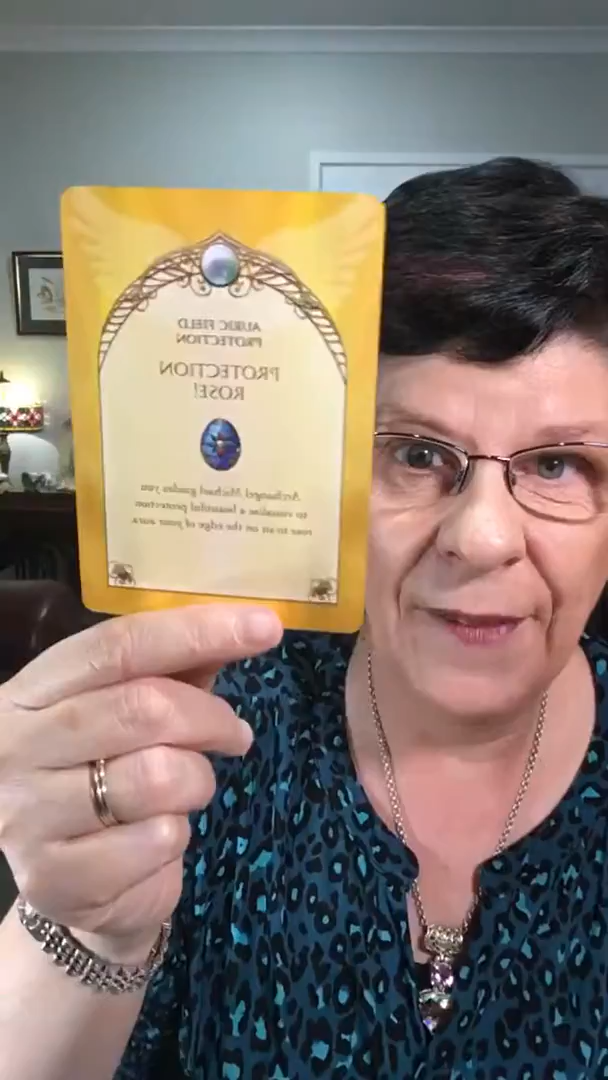 AURIC FIELD
PROTECTION
PROTECTION
ROSE!
Archangel Michael guides you
to visualise a beautiful protection
rose to sit on the edge of your aura.